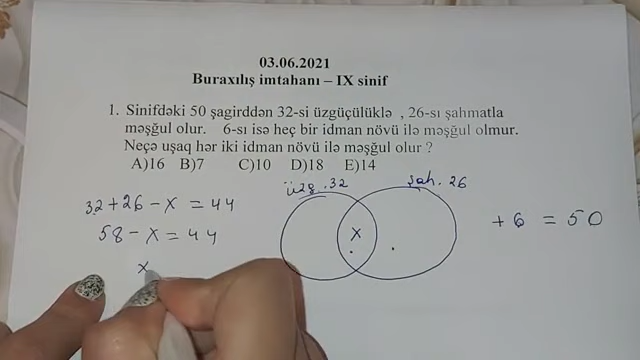 03.06.2021
Buraxılış imtahanı – IX sinif
1. Sinifdəki 50 şagirddən 32-si üzgüçülüklə , 26-sı şahmatla
məşğul olur. 6-sı isə heç bir idman növü ilə məşğul olmur.
Neçə uşaq hər iki idman növü ilə məşğul olur ?
A)16 B)7 C)10 D)18 E)14
üzg . 32 şah . 26
32 + 26 - x = 44
x + 6 = 50
58 - x = 44
x